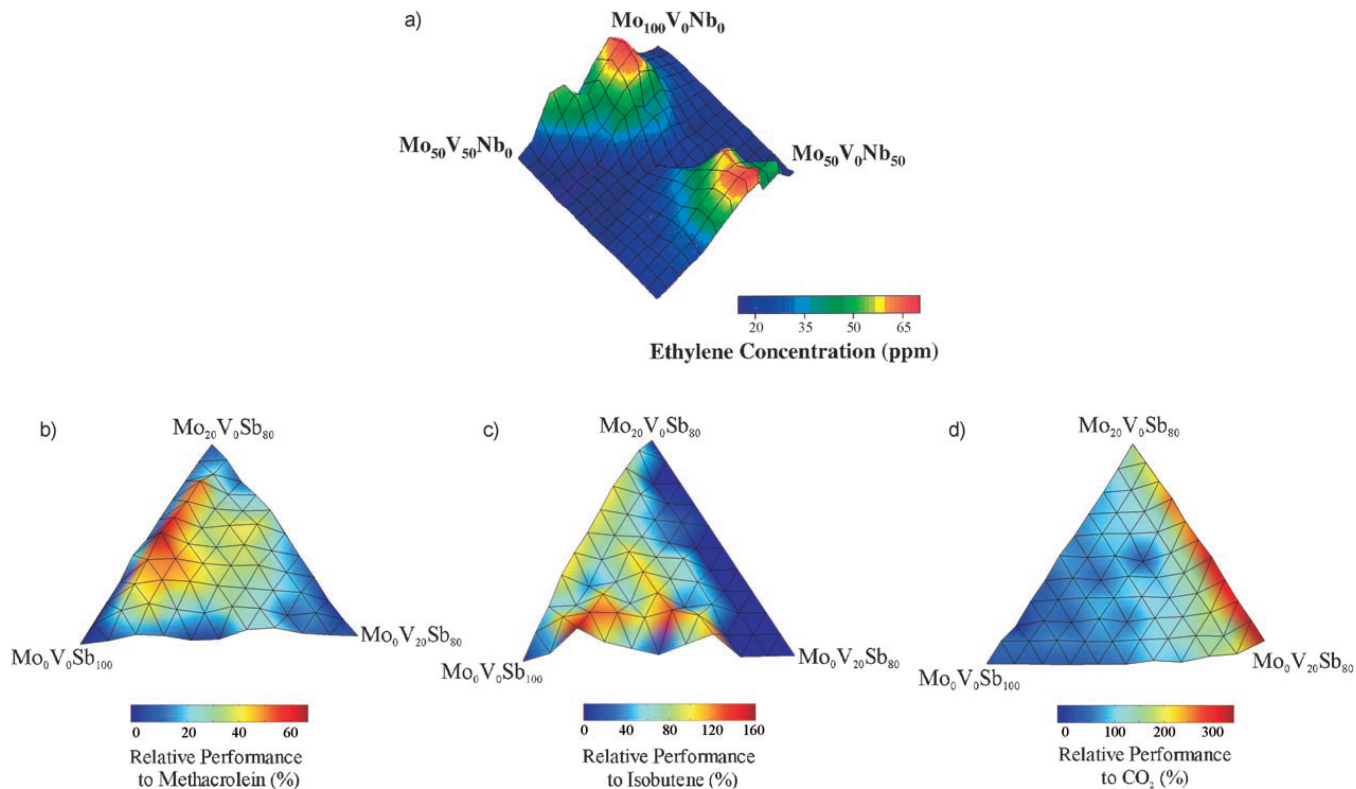 a)
Mo₁₀₀V₀Nb₀
Mo₅₀V₅₀Nb₀
Mo₅₀V₀Nb₅₀
20 35 50 65
Ethylene Concentration (ppm)
b)
Mo₂₀V₀Sb₈₀
Mo₀V₀Sb₁₀₀
Mo₀V₂₀Sb₈₀
0 20 40 60
Relative Performance
to Methacrolein (%)
c)
Mo₂₀V₀Sb₈₀
Mo₀V₀Sb₁₀₀
Mo₀V₂₀Sb₈₀
0 40 80 120 160
Relative Performance
to Isobutene (%)
d)
Mo₂₀V₀Sb₈₀
Mo₀V₀Sb₁₀₀
Mo₀V₂₀Sb₈₀
0 100 200 300
Relative Performance
to CO₂ (%)